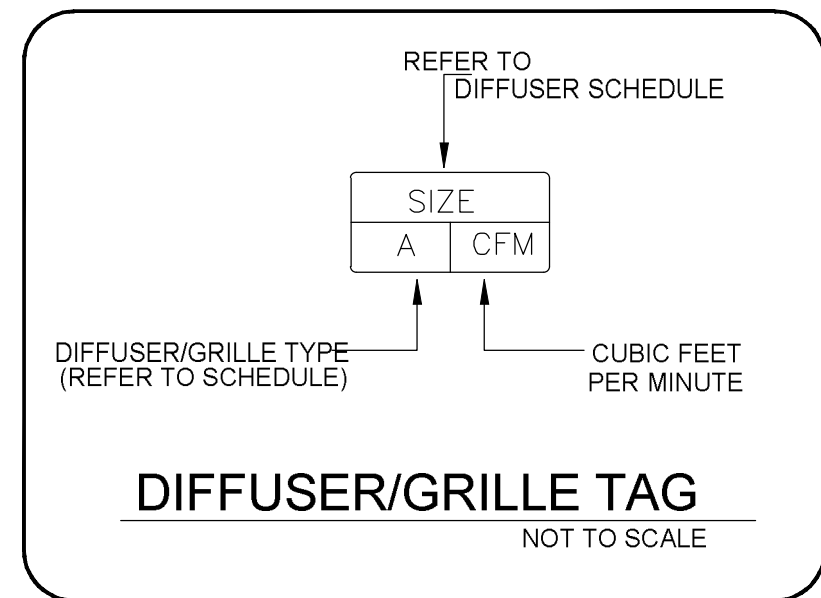 REFER TO
DIFFUSER SCHEDULE
SIZE
A
CFM
DIFFUSER/GRILLE TYPE
(REFER TO SCHEDULE)
CUBIC FEET
PER MINUTE
DIFFUSER/GRILLE TAG
NOT TO SCALE